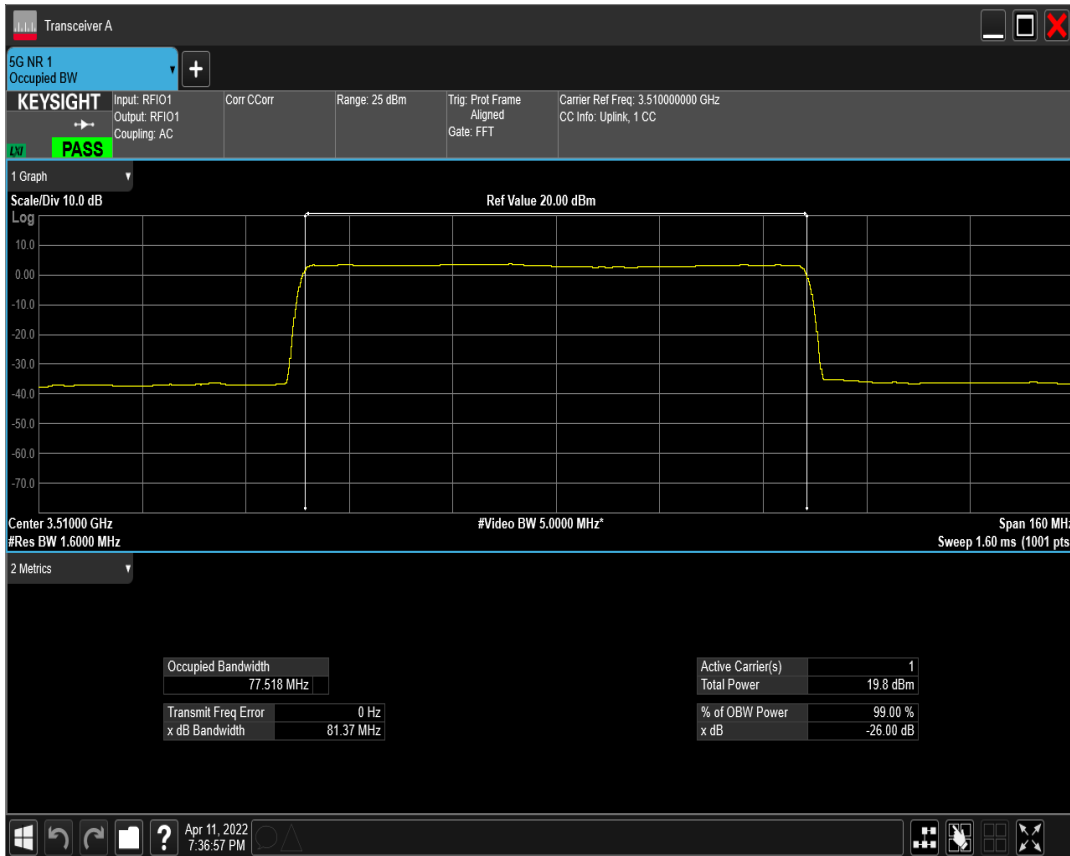 Transceiver A
5G NR 1
Occupied BW
+
KEYSIGHT
LXI
PASS
Input: RFIO1
Output: RFIO1
Coupling: AC
Corr CCorr
Range: 25 dBm
Trig: Prot Frame
Aligned
Gate: FFT
Carrier Ref Freq: 3.510000000 GHz
CC Info: Uplink, 1 CC
1 Graph
Scale/Div 10.0 dB
Ref Value 20.00 dBm
Log
10.0
0.00
-10.0
-20.0
-30.0
-40.0
-50.0
-60.0
-70.0
Center 3.51000 GHz
#Video BW 5.0000 MHz*
Span 160 MHz
#Res BW 1.6000 MHz
Sweep 1.60 ms (1001 pts
2 Metrics
Occupied Bandwidth
77.518 MHz
Transmit Freq Error 0 Hz
x dB Bandwidth 81.37 MHz
Active Carrier(s) 1
Total Power 19.8 dBm
% of OBW Power 99.00 %
x dB -26.00 dB
?
Apr 11, 2022
7:36:57 PM